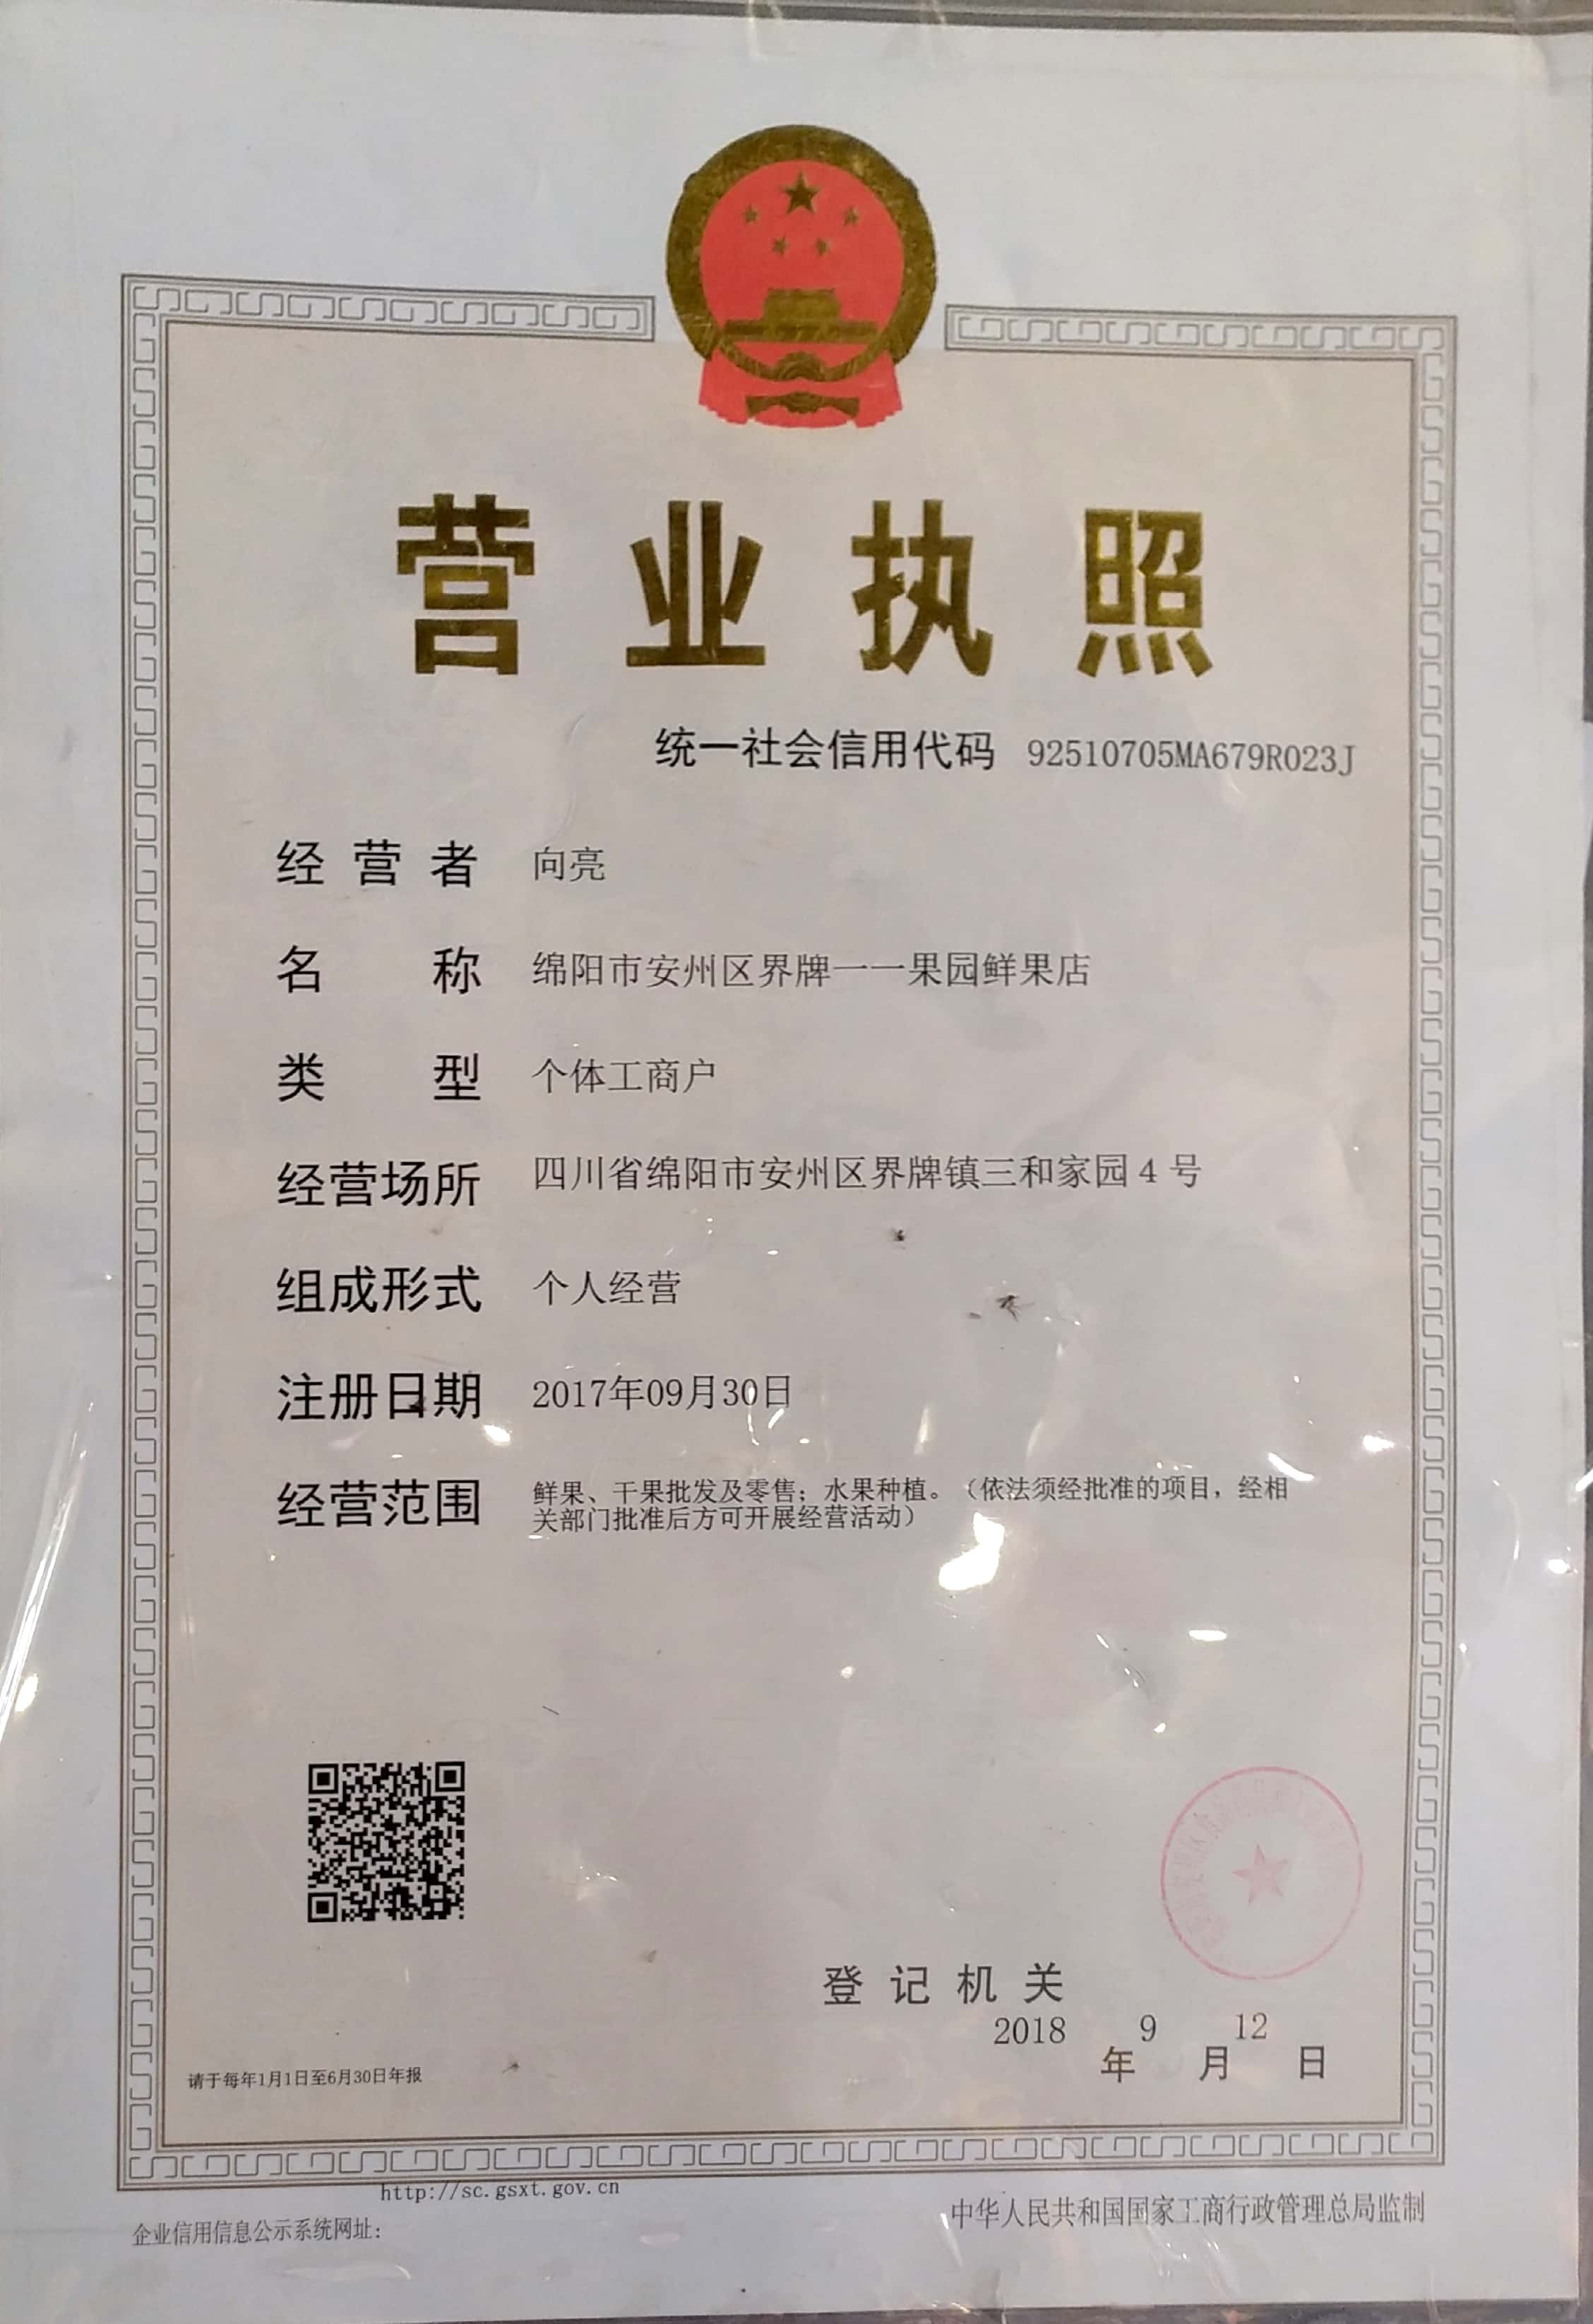 营业执照
统一社会信用代码 92510705MA679R023J
经营者 向亮
名称 绵阳市安州区界牌一一果园鲜果店
类型 个体工商户
经营场所 四川省绵阳市安州区界牌镇三和家园4号
组成形式 个人经营
注册日期 2017年09月30日
经营范围 鲜果、干果批发及零售；水果种植。（依法须经批准的项目，经相
关部门批准后方可开展经营活动）
登记机关
2018年9月12日
请于每年1月1日至6月30日年报
http://sc.gsxt.gov.cn
企业信用信息公示系统网址：
中华人民共和国国家工商行政管理总局监制